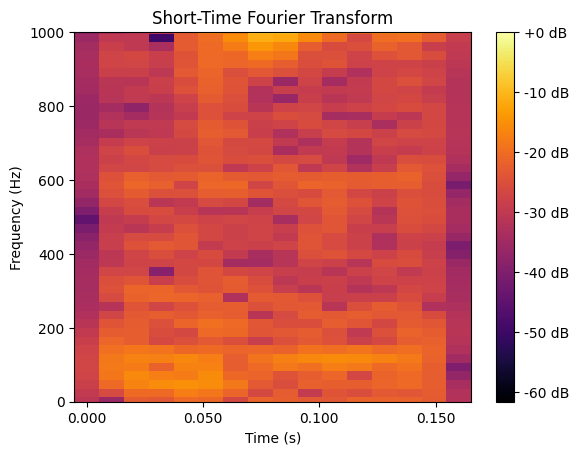 Short-Time Fourier Transform
Frequency (Hz)
1000
800
600
400
200
0
0.000
0.050
0.100
0.150
Time (s)
+0 dB
-10 dB
-20 dB
-30 dB
-40 dB
-50 dB
-60 dB